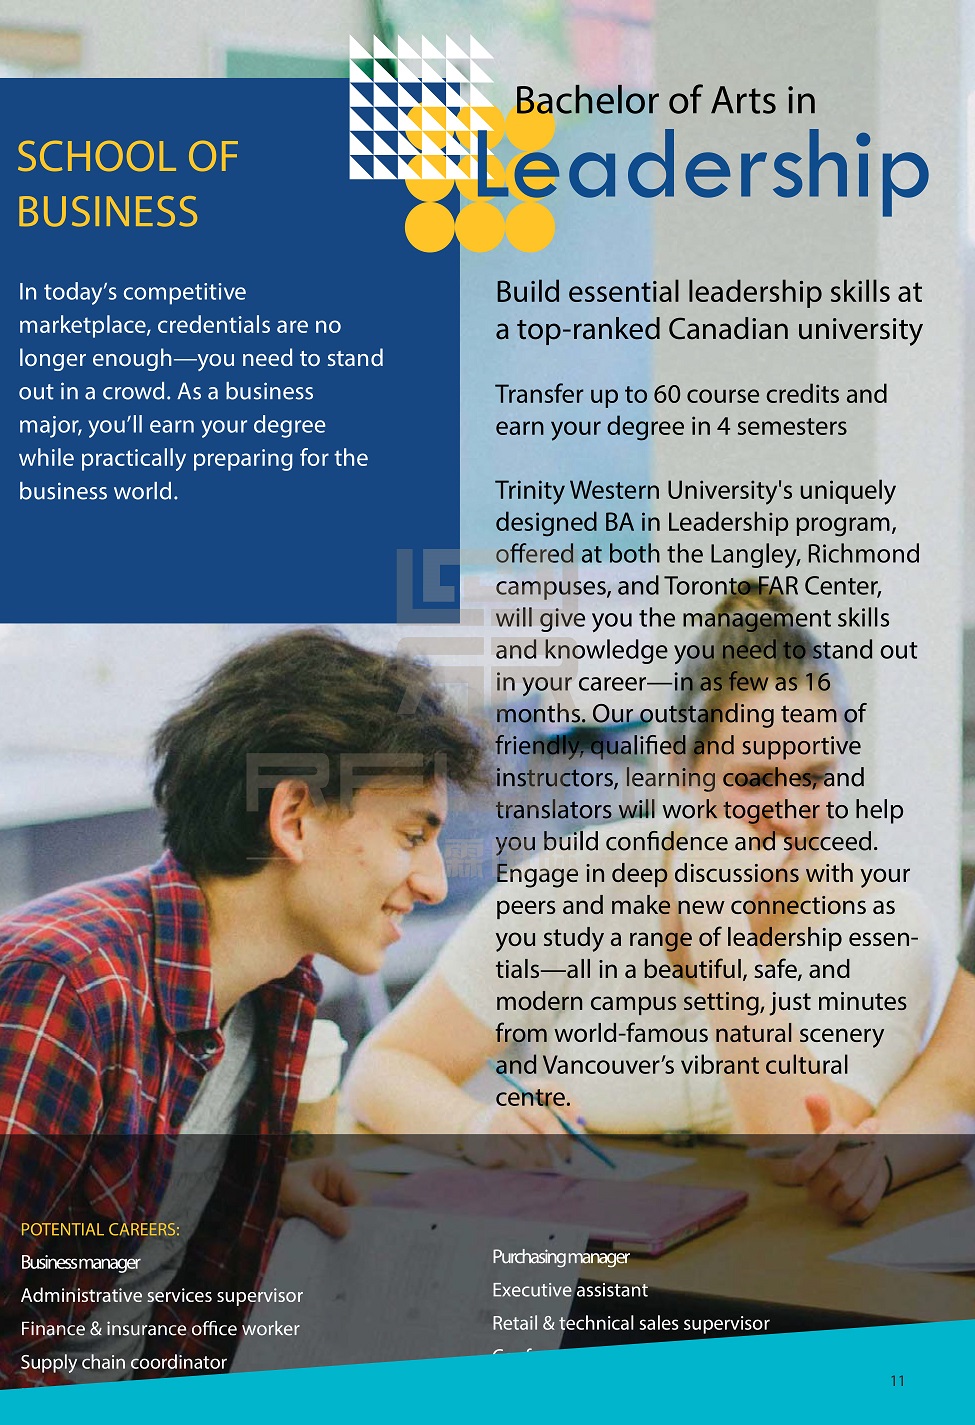 SCHOOL OF
BUSINESS
In today’s competitive
marketplace, credentials are no
longer enough—you need to stand
out in a crowd. As a business
major, you’ll earn your degree
while practically preparing for the
business world.
Bachelor of Arts in
Leadership
Build essential leadership skills at
a top-ranked Canadian university
Transfer up to 60 course credits and
earn your degree in 4 semesters
Trinity Western University's uniquely
designed BA in Leadership program,
offered at both the Langley, Richmond
campuses, and Toronto FAR Center,
will give you the management skills
and knowledge you need to stand out
in your career—in as few as 16
months. Our outstanding team of
friendly, qualified and supportive
instructors, learning coaches, and
translators will work together to help
you build confidence and succeed.
Engage in deep discussions with your
peers and make new connections as
you study a range of leadership essen-
tials—all in a beautiful, safe, and
modern campus setting, just minutes
from world-famous natural scenery
and Vancouver’s vibrant cultural
centre.
POTENTIAL CAREERS:
Business manager
Administrative services supervisor
Finance & insurance office worker
Supply chain coordinator
Purchasing manager
Executive assistant
Retail & technical sales supervisor
11